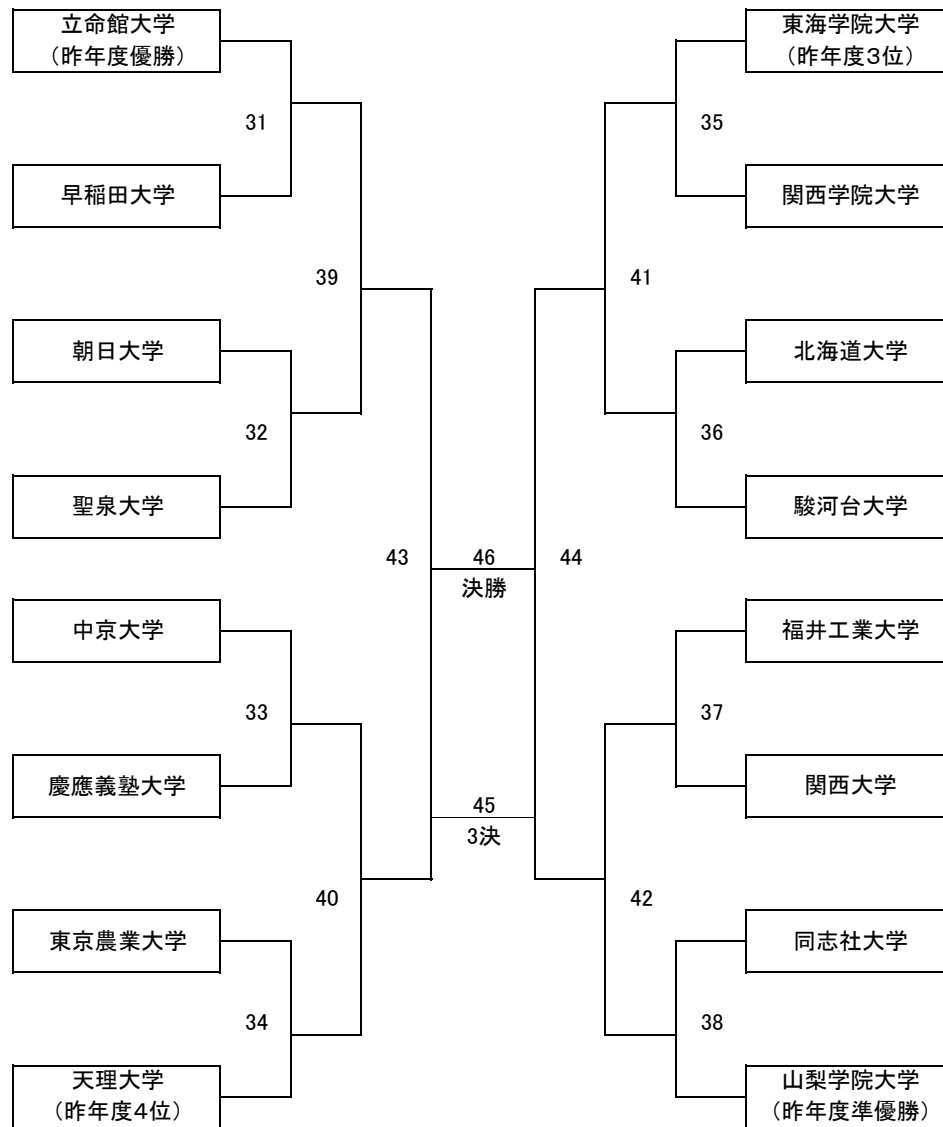 立命館大学
（昨年度優勝）
31
早稲田大学
39
朝日大学
32
聖泉大学
43
中京大学
33
慶應義塾大学
40
東京農業大学
34
天理大学
（昨年度4位）
46
決勝
45
3決
東海学院大学
（昨年度3位）
35
関西学院大学
41
北海道大学
36
駿河台大学
44
福井工業大学
37
関西大学
42
同志社大学
38
山梨学院大学
（昨年度準優勝）